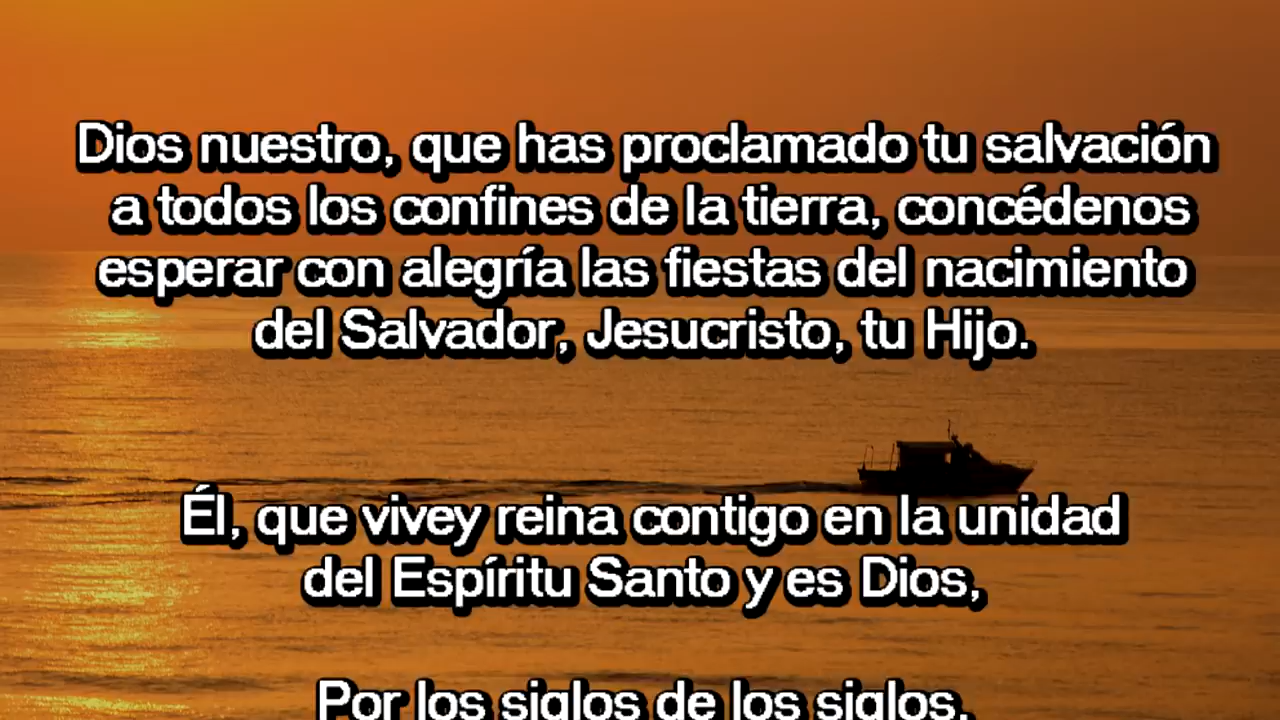 Dios nuestro, que has proclamado tu salvación
a todos los confines de la tierra, concédenos
esperar con alegría las fiestas del nacimiento
del Salvador, Jesucristo, tu Hijo.
Él, que vivey reina contigo en la unidad
del Espíritu Santo y es Dios,
Por los siglos de los siglos.